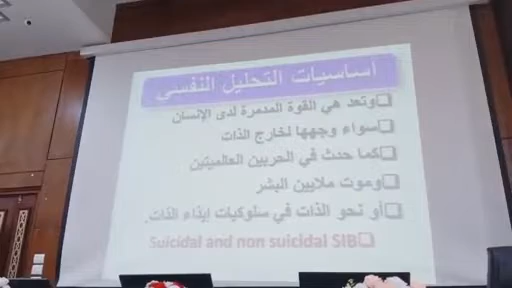 أساسيات التحليل النفسي
❑وتعد هي القوة المدمرة لدى الإنسان
❑سواء وجهها لخارج الذات
❑كما حدث في الحربين العالميتين
❑وموت ملايين البشر
❑أو نحو الذات في سلوكيات ايذاء الذات.
Suicidal and non suicidal SIB❑